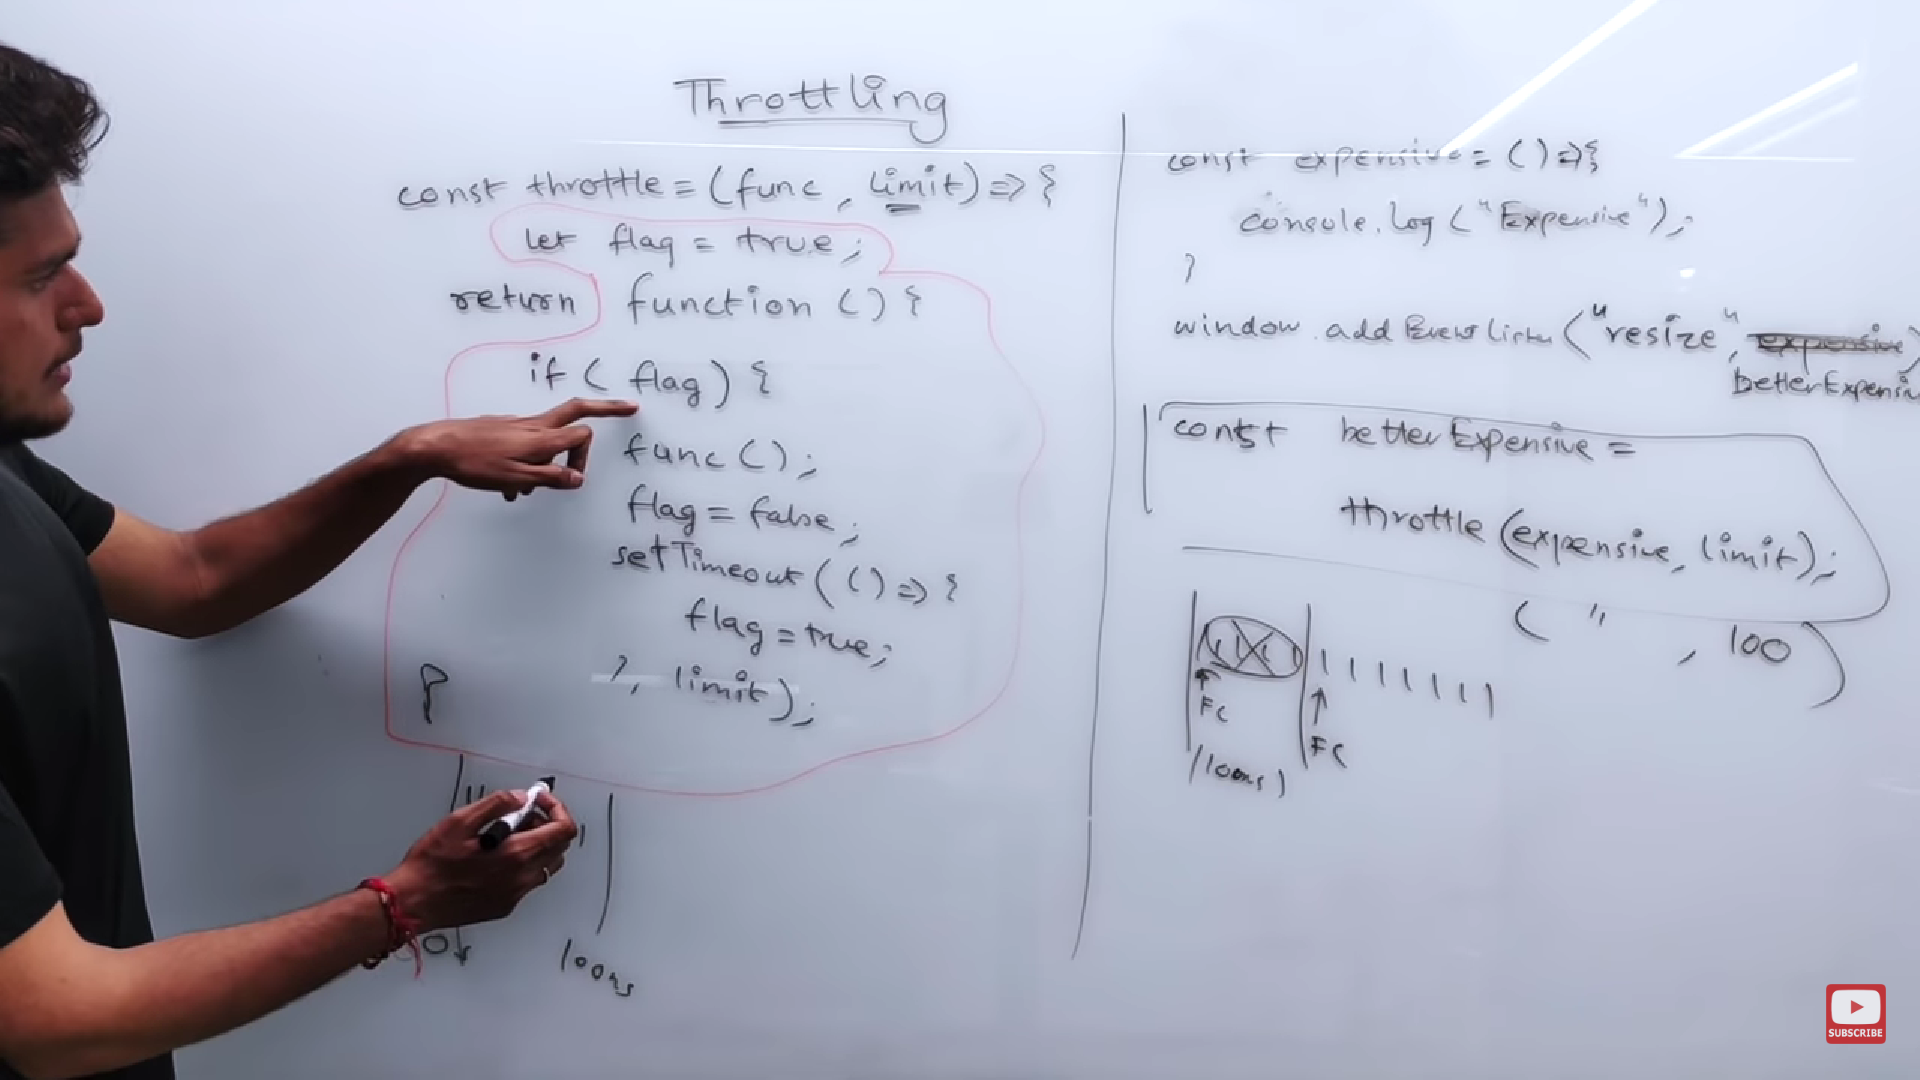 Throttling
const throttle = (func, limit) => {
let flag = true;
return function () {
if (flag) {
func();
flag = false;
setTimeout(() => {
flag = true;
}, limit);
}
100ms
const expensive = () => {
console.log("Expensive");
}
window.addEventListner("resize", expensive)
betterExpensive
const betterExpensive =
throttle(expensive, limit);
( " , 100 )
FC
FC
(100ms)
SUBSCRIBE